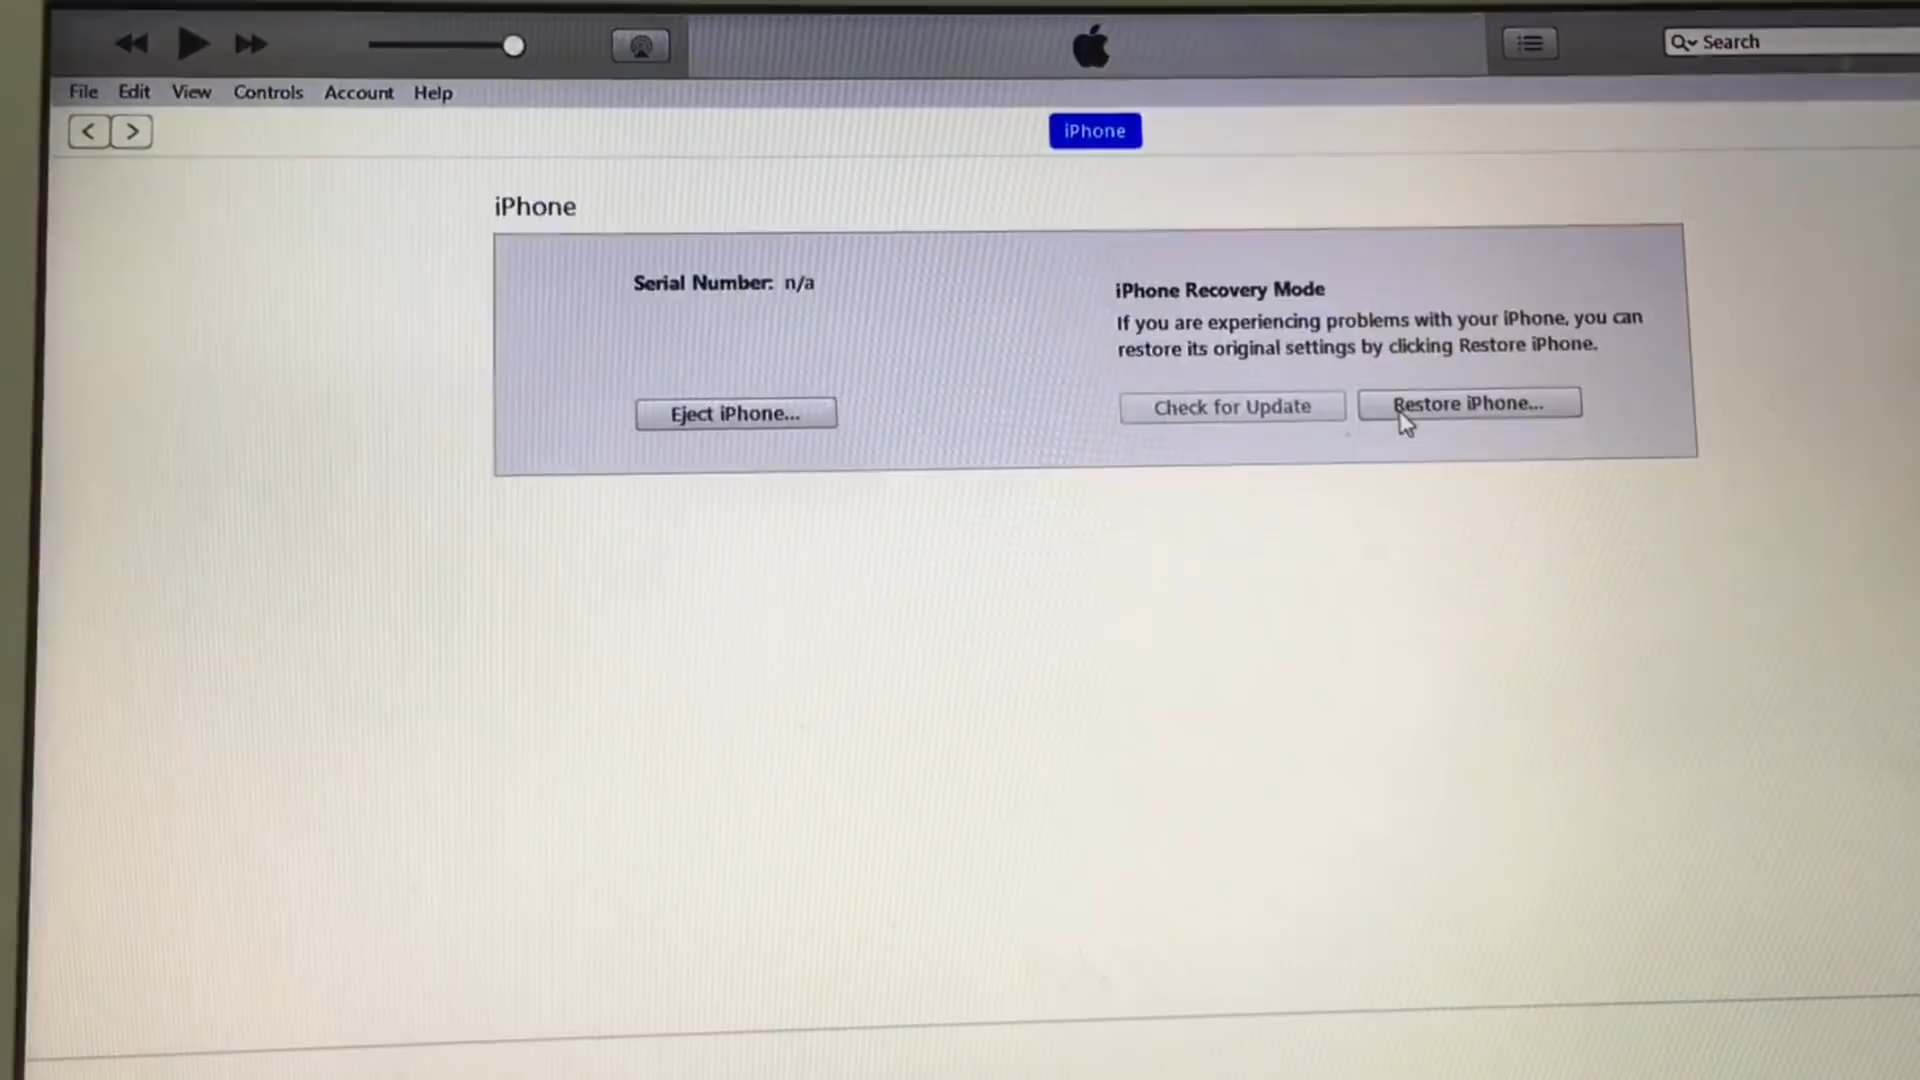 Search
File Edit View Controls Account Help
< >
iPhone
iPhone
Serial Number: n/a
Eject iPhone...
iPhone Recovery Mode
If you are experiencing problems with your iPhone, you can
restore its original settings by clicking Restore iPhone.
Check for Update
Restore iPhone...